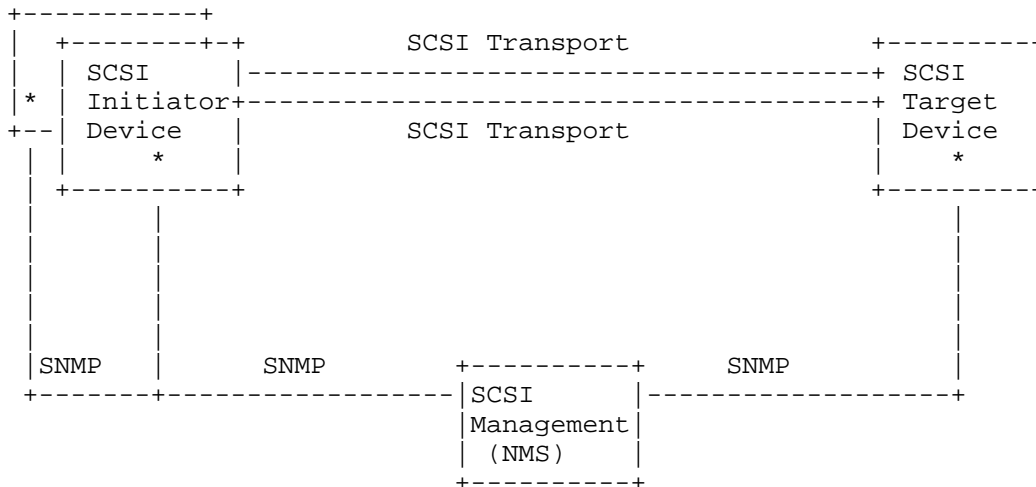 SCSI Transport
SCSI SCSI
* Initiator Target
Device SCSI Transport Device
* *
SNMP SNMP SNMP
SCSI
Management
(NMS)